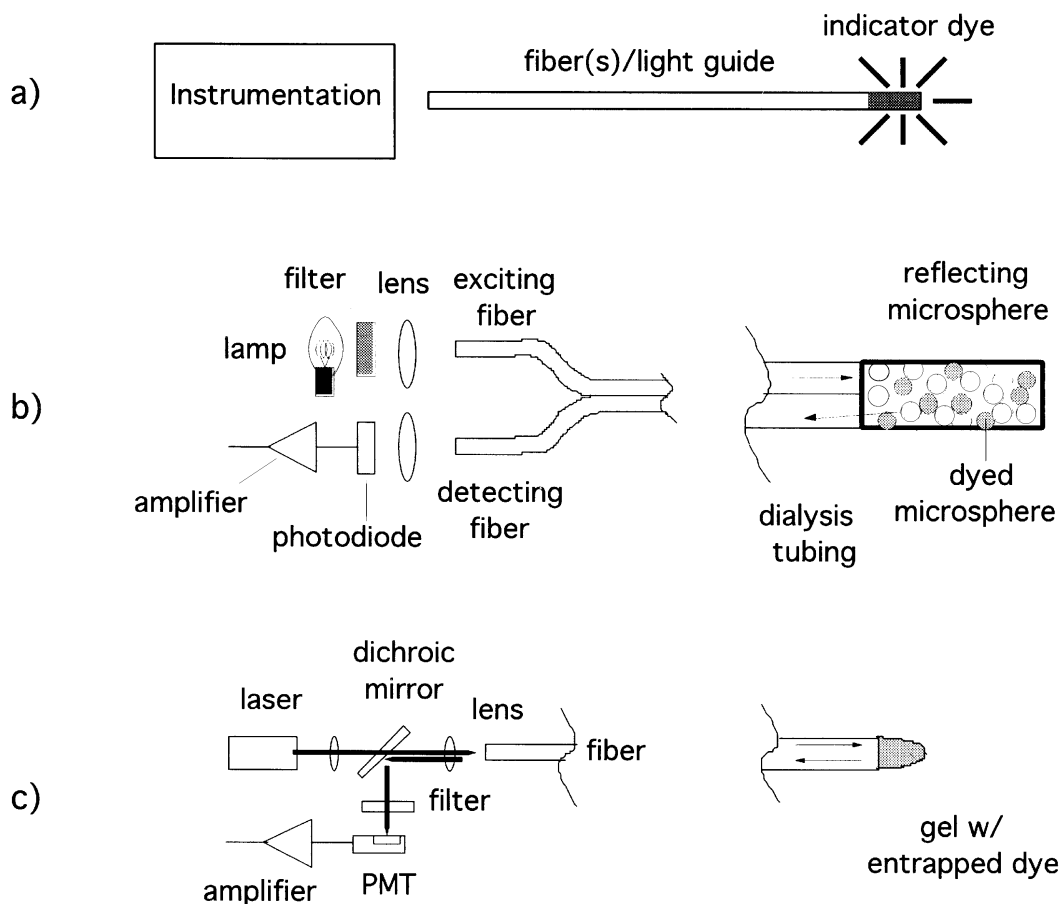 a)
Instrumentation
fiber(s)/light guide
indicator dye
b)
filter
lens
exciting
fiber
lamp
reflecting
microsphere
amplifier
photodiode
detecting
fiber
dialysis
tubing
dyed
microsphere
c)
laser
dichroic
mirror
lens
fiber
filter
amplifier
PMT
gel w/
entrapped dye